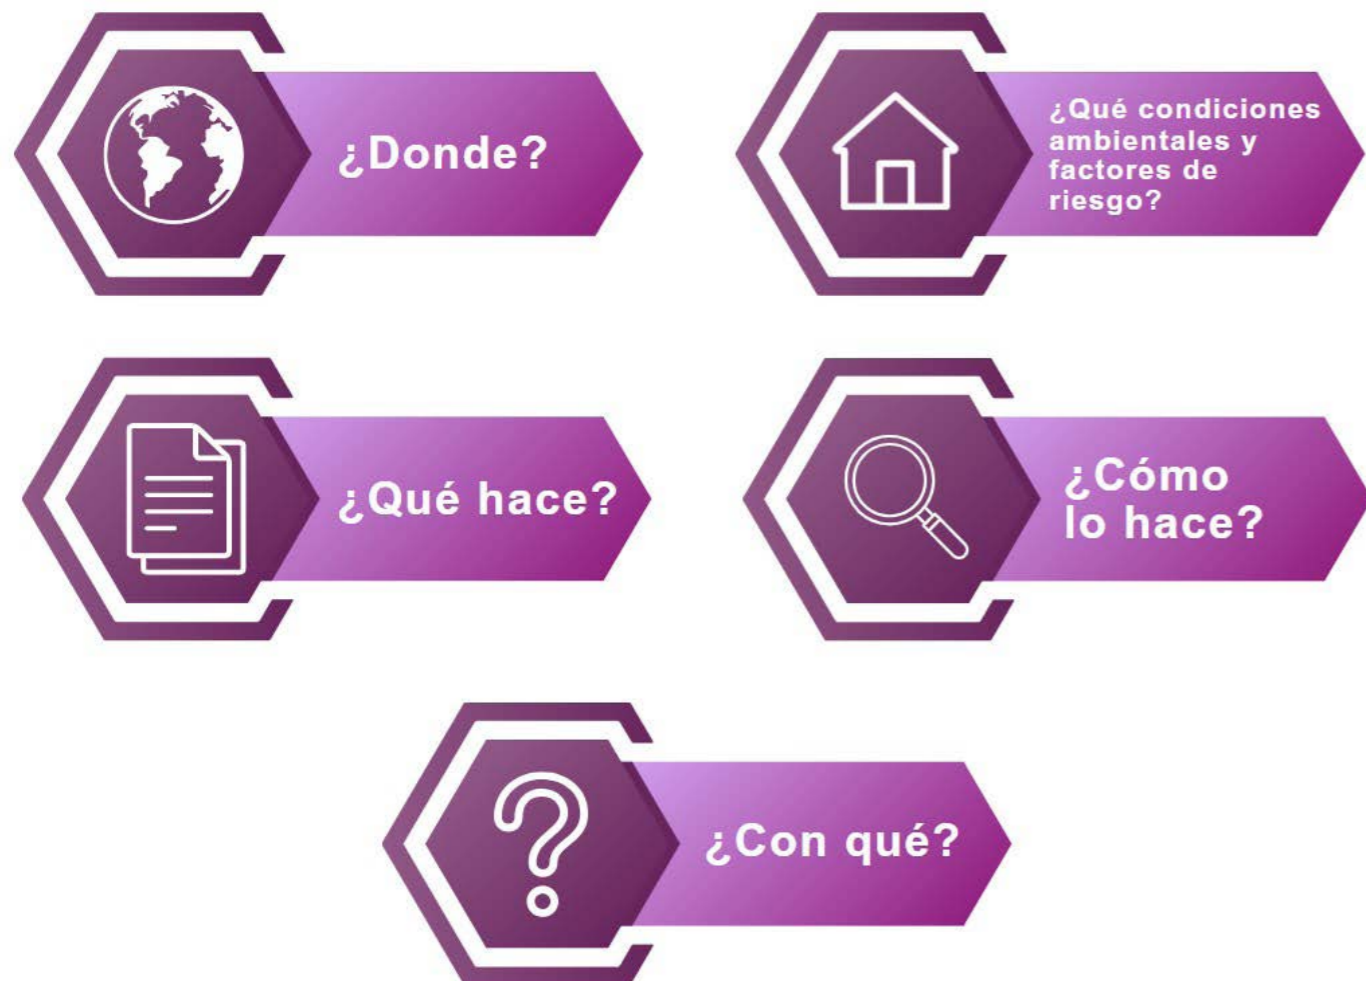 ¿Donde?
¿Qué condiciones
ambientales y
factores de
riesgo?
¿Qué hace?
¿Cómo
lo hace?
¿Con qué?